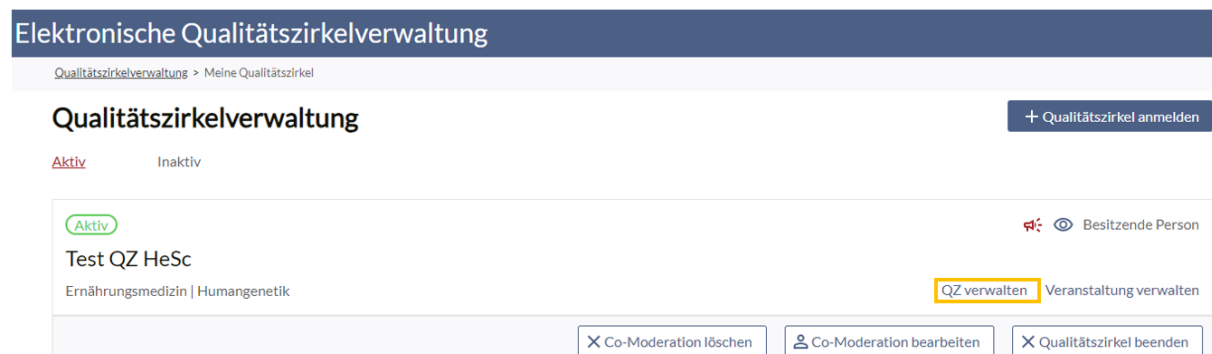 Elektronische Qualitätszirkelverwaltung
Qualitätszirkelverwaltung > Meine Qualitätszirkel
Qualitätszirkelverwaltung
+ Qualitätszirkel anmelden
Aktiv Inaktiv
Aktiv
Besitzende Person
Test QZ HeSc
Ernährungsmedizin | Humangenetik
QZ verwalten Veranstaltung verwalten
Co-Moderation löschen Co-Moderation bearbeiten Qualitätszirkel beenden